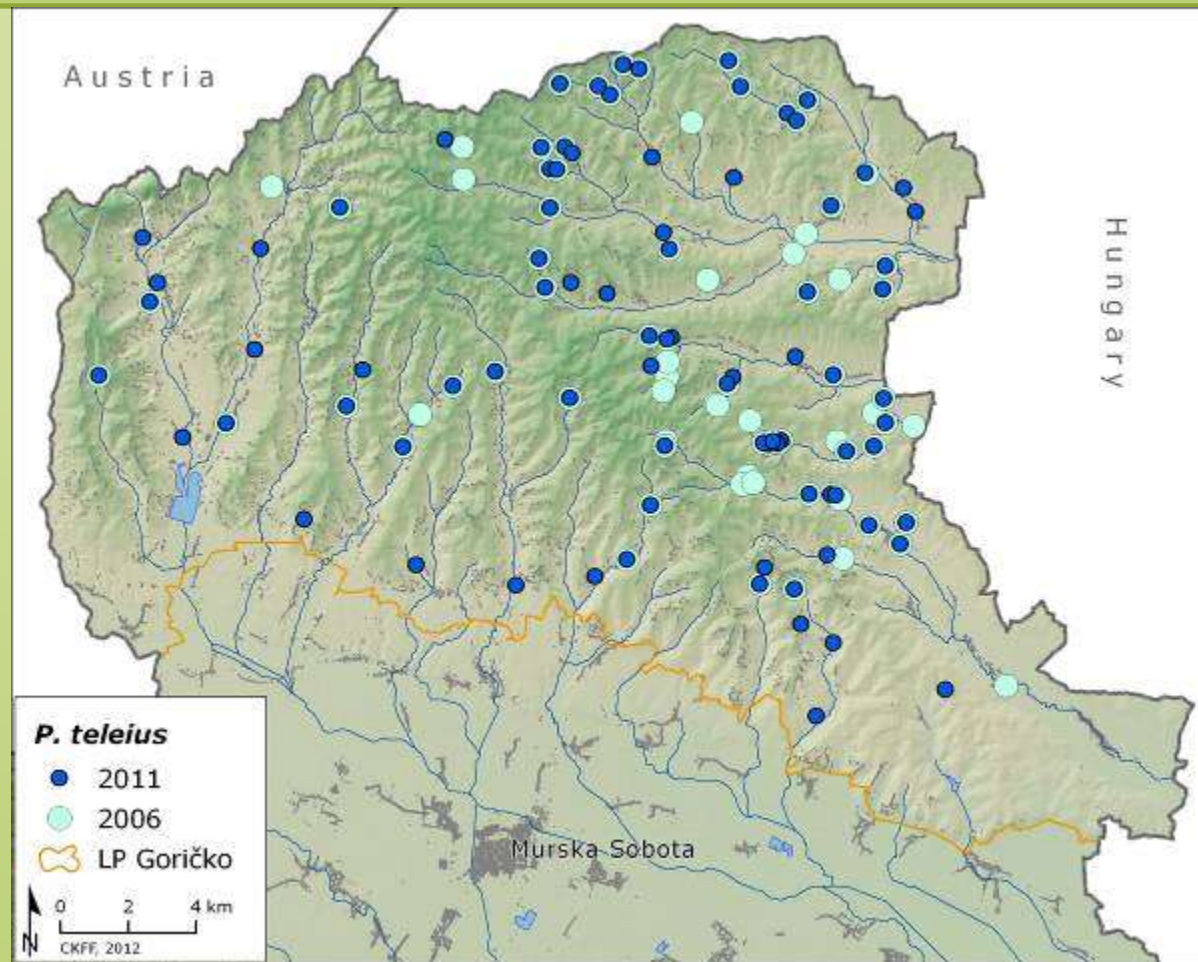 Austria
Hungary
Murska Sobota
P. teleius
2011
2006
LP Goričko
0 2 4 km
N
CKFF, 2012